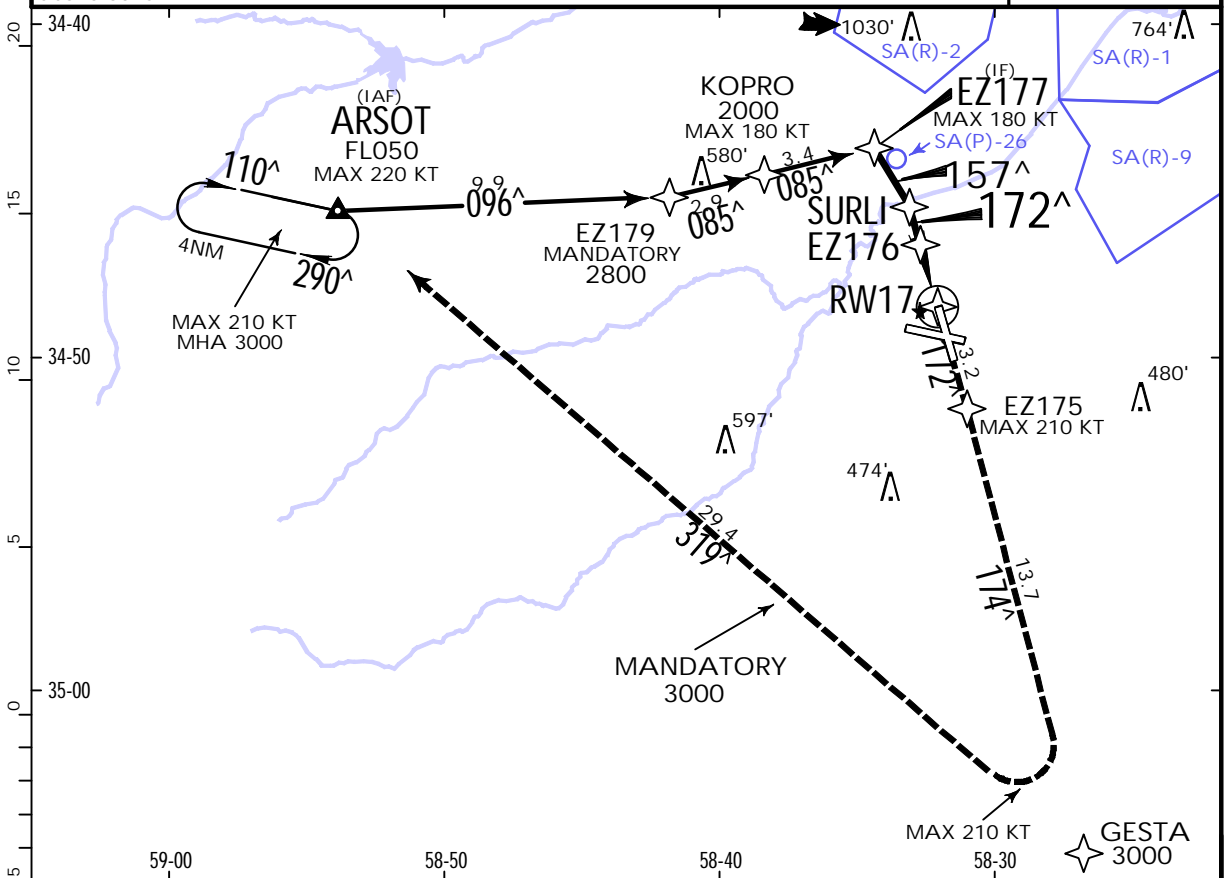 20
34-40
1030'
SA(R)-2
764'
SA(R)-1
(IAF)
ARSOT
FL050
MAX 220 KT
KOPRO
2000
MAX 180 KT
(IF)
EZ177
MAX 180 KT
SA(P)-26
SA(R)-9
110^
580'
3.4
085^
157^
9.9
096^
2.9
085^
SURLI
172^
15
4NM
290^
EZ179
MANDATORY
2800
EZ176
RW17
MAX 210 KT
MHA 3000
10
34-50
3.2
172^
480'
EZ175
MAX 210 KT
597'
474'
29.4
319^
5
13.7
174^
MANDATORY
3000
35-00
0
MAX 210 KT
GESTA
3000
59-00
58-50
58-40
58-30
5